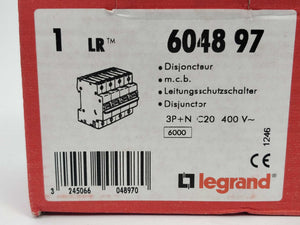 1 LR™ 6048 97
• Disjoncteur
• m.c.b.
• Leitungsschutzschalter
• Disjunctor
3P+N C20 400 V~
6000
1246
CE
legrand®
3 245066 048970